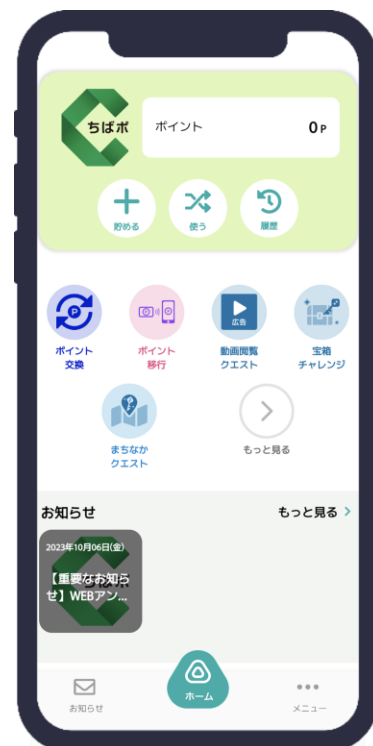 ちばポ
ポイント 0P
貯める 使う 履歴
P
ポイント
交換
ポイント
移行
広告
動画閲覧
クエスト
宝箱
チャレンジ
まちなか
クエスト
もっと見る
お知らせ もっと見る
2023年10月06日(金)
【重要なお知ら
せ】WEBアン...
お知らせ ホーム メニュー